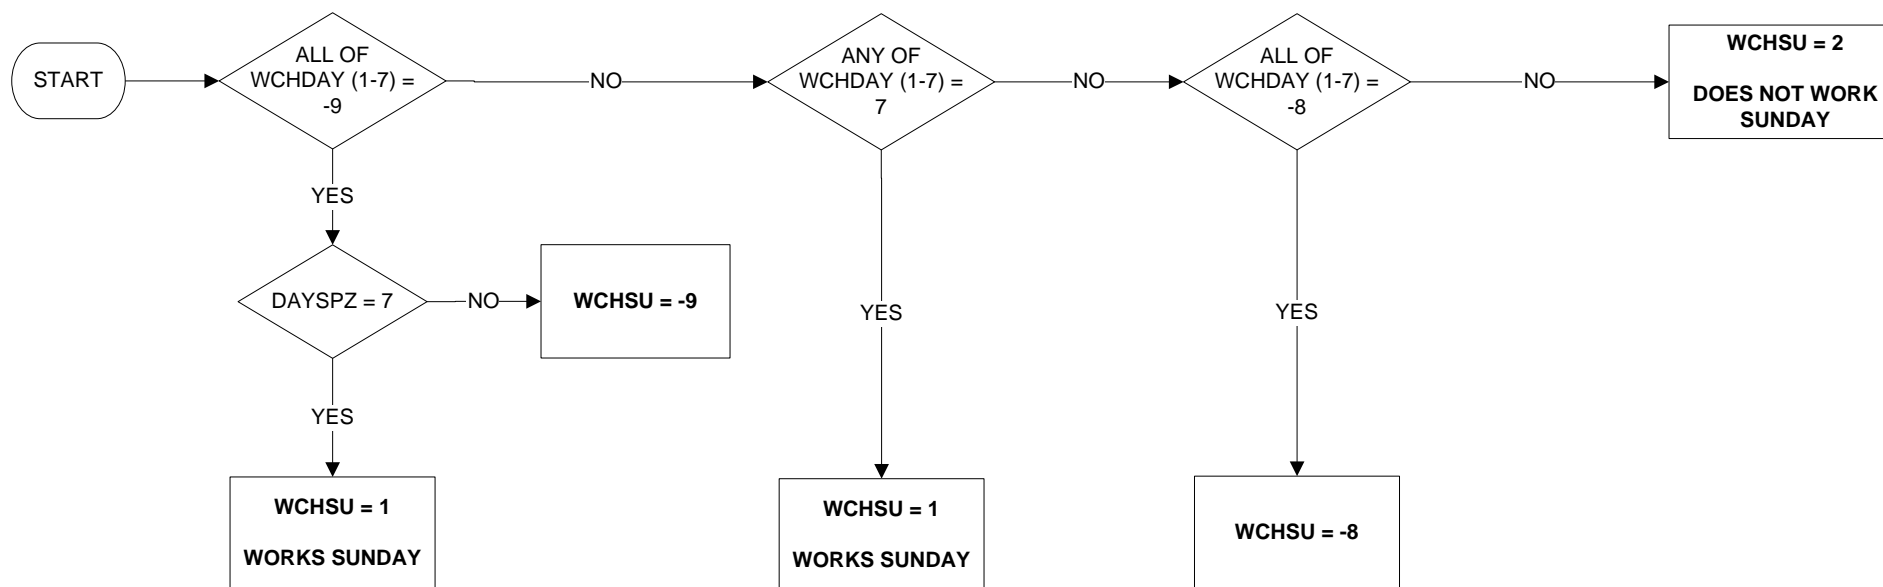 START
ALL OF
WCHDAY (1-7) =
-9
NO
ANY OF
WCHDAY (1-7) =
7
NO
ALL OF
WCHDAY (1-7) =
-8
NO
WCHSU = 2
DOES NOT WORK
SUNDAY
YES
DAYSPZ = 7
NO
WCHSU = -9
YES
YES
YES
WCHSU = 1
WORKS SUNDAY
WCHSU = 1
WORKS SUNDAY
WCHSU = -8